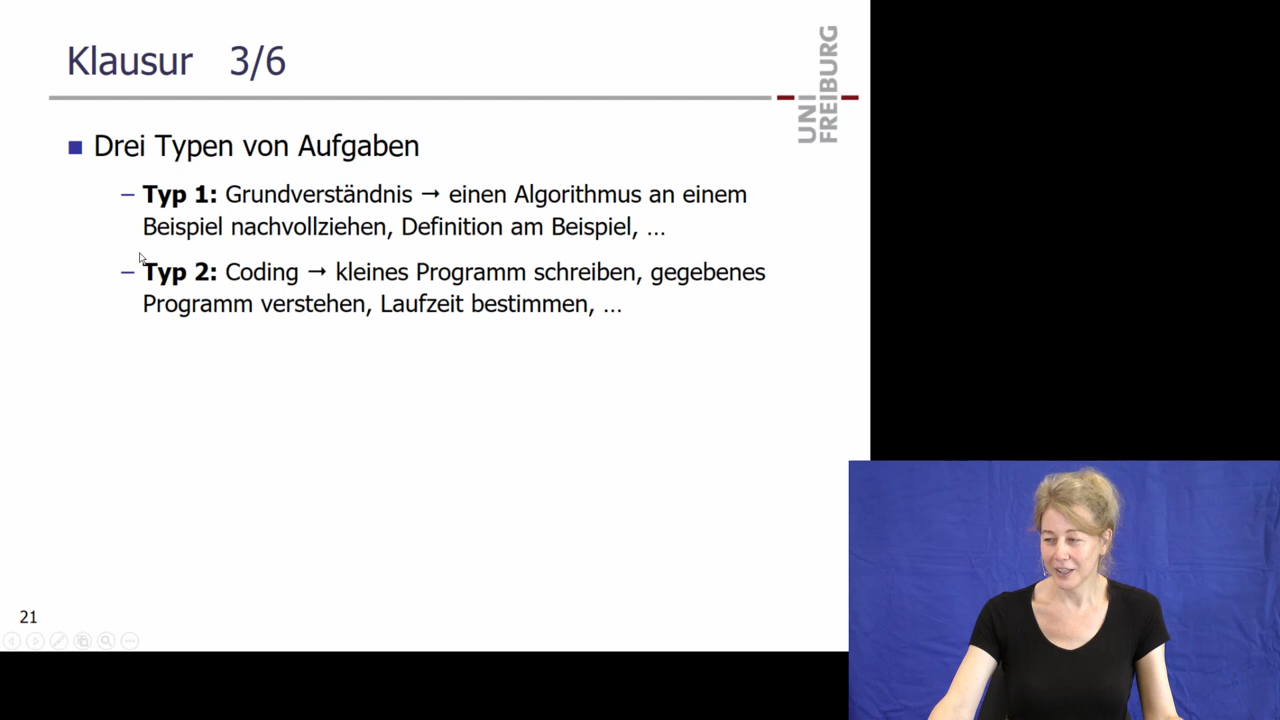 Klausur 3/6
UNI
FREIBURG
Drei Typen von Aufgaben
– Typ 1: Grundverständnis → einen Algorithmus an einem
Beispiel nachvollziehen, Definition am Beispiel, ...
– Typ 2: Coding → kleines Programm schreiben, gegebenes
Programm verstehen, Laufzeit bestimmen, ...
21